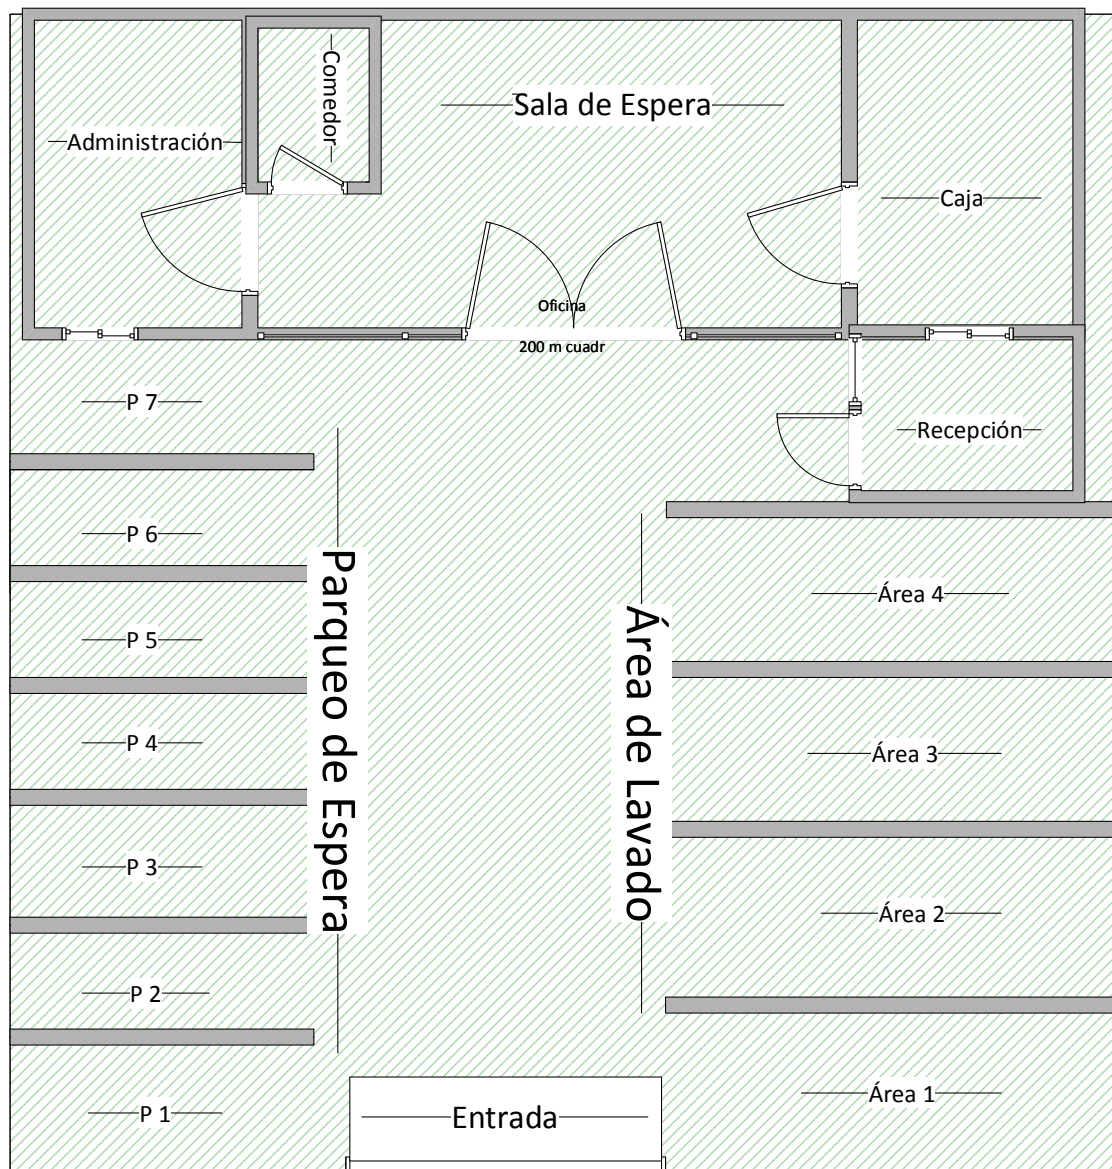 Comedor
Sala de Espera
Administración
Caja
Oficina
200 m cuadr
P 7
Recepción
P 6
Área 4
P 5
Parqueo de Espera
Área de Lavado
P 4
Área 3
P 3
Área 2
P 2
Área 1
P 1
Entrada